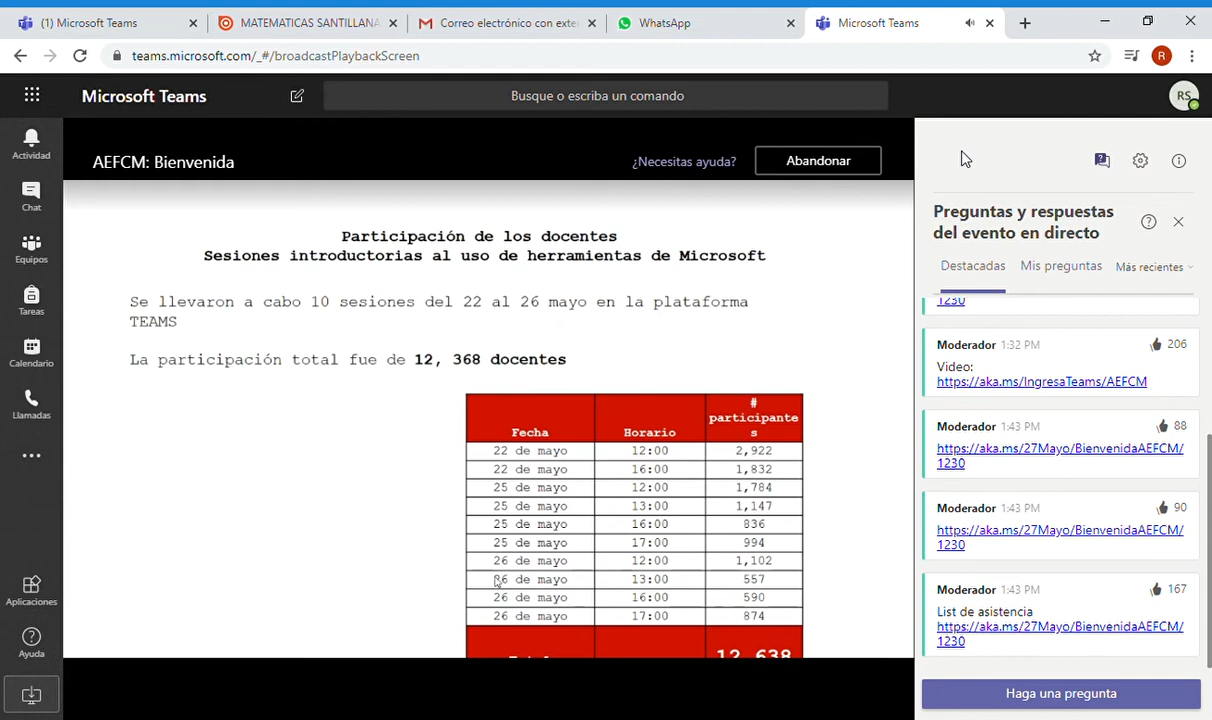 (1) Microsoft Teams
MATEMATICAS SANTILLANA
Correo electrónico con exte
WhatsApp
Microsoft Teams
teams.microsoft.com/_#/broadcastPlaybackScreen
R
Microsoft Teams
Busque o escriba un comando
RS
Actividad
Chat
Equipos
Tareas
Calendario
Llamadas
Aplicaciones
Ayuda
AEFCM: Bienvenida
¿Necesitas ayuda?
Abandonar
Participación de los docentes
Sesiones introductorias al uso de herramientas de Microsoft
Se llevaron a cabo 10 sesiones del 22 al 26 mayo en la plataforma
TEAMS
La participación total fue de 12, 368 docentes
Fecha Horario # participantes
22 de mayo 12:00 2,922
22 de mayo 16:00 1,832
25 de mayo 12:00 1,784
25 de mayo 13:00 1,147
25 de mayo 16:00 836
25 de mayo 17:00 994
26 de mayo 12:00 1,102
26 de mayo 13:00 557
26 de mayo 16:00 590
26 de mayo 17:00 874
Total 12,638
Preguntas y respuestas
del evento en directo
Destacadas Mis preguntas Más recientes
1230
Moderador 1:32 PM 206
Video:
https://aka.ms/IngresaTeams/AEFCM
Moderador 1:43 PM 88
https://aka.ms/27Mayo/BienvenidaAEFCM/
1230
Moderador 1:43 PM 90
https://aka.ms/27Mayo/BienvenidaAEFCM/
1230
Moderador 1:43 PM 167
List de asistencia
https://aka.ms/27Mayo/BienvenidaAEFCM/
1230
Haga una pregunta